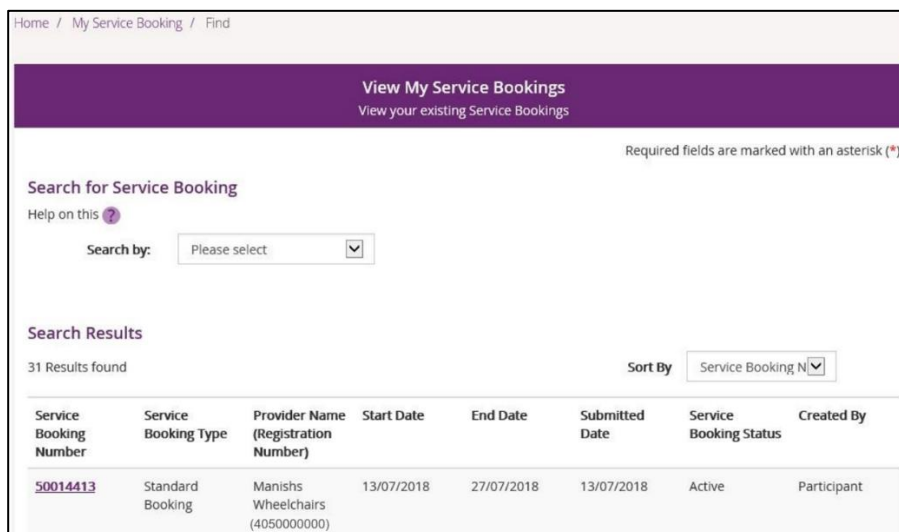 Home / My Service Booking / Find
View My Service Bookings
View your existing Service Bookings
Required fields are marked with an asterisk (*)
Search for Service Booking
Help on this ?
Search by: Please select
Search Results
31 Results found Sort By Service Booking N
Service Booking Number Service Booking Type Provider Name (Registration Number) Start Date End Date Submitted Date Service Booking Status Created By
50014413 Standard Booking Manishs Wheelchairs (4050000000) 13/07/2018 27/07/2018 13/07/2018 Active Participant